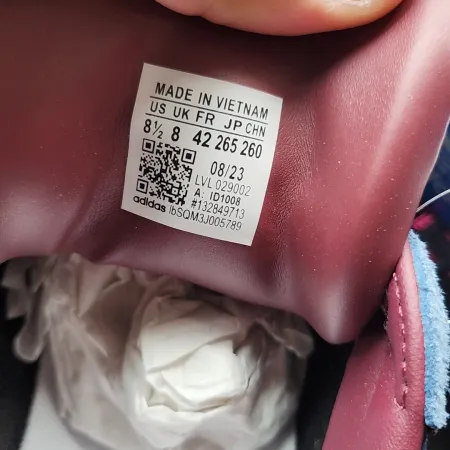 MADE IN VIETNAM
US UK FR JP CHN
8½ 8 42 265 260
08/23
LVL 029002
A: ID1008
#132849713
adidas IbSQM3J005789